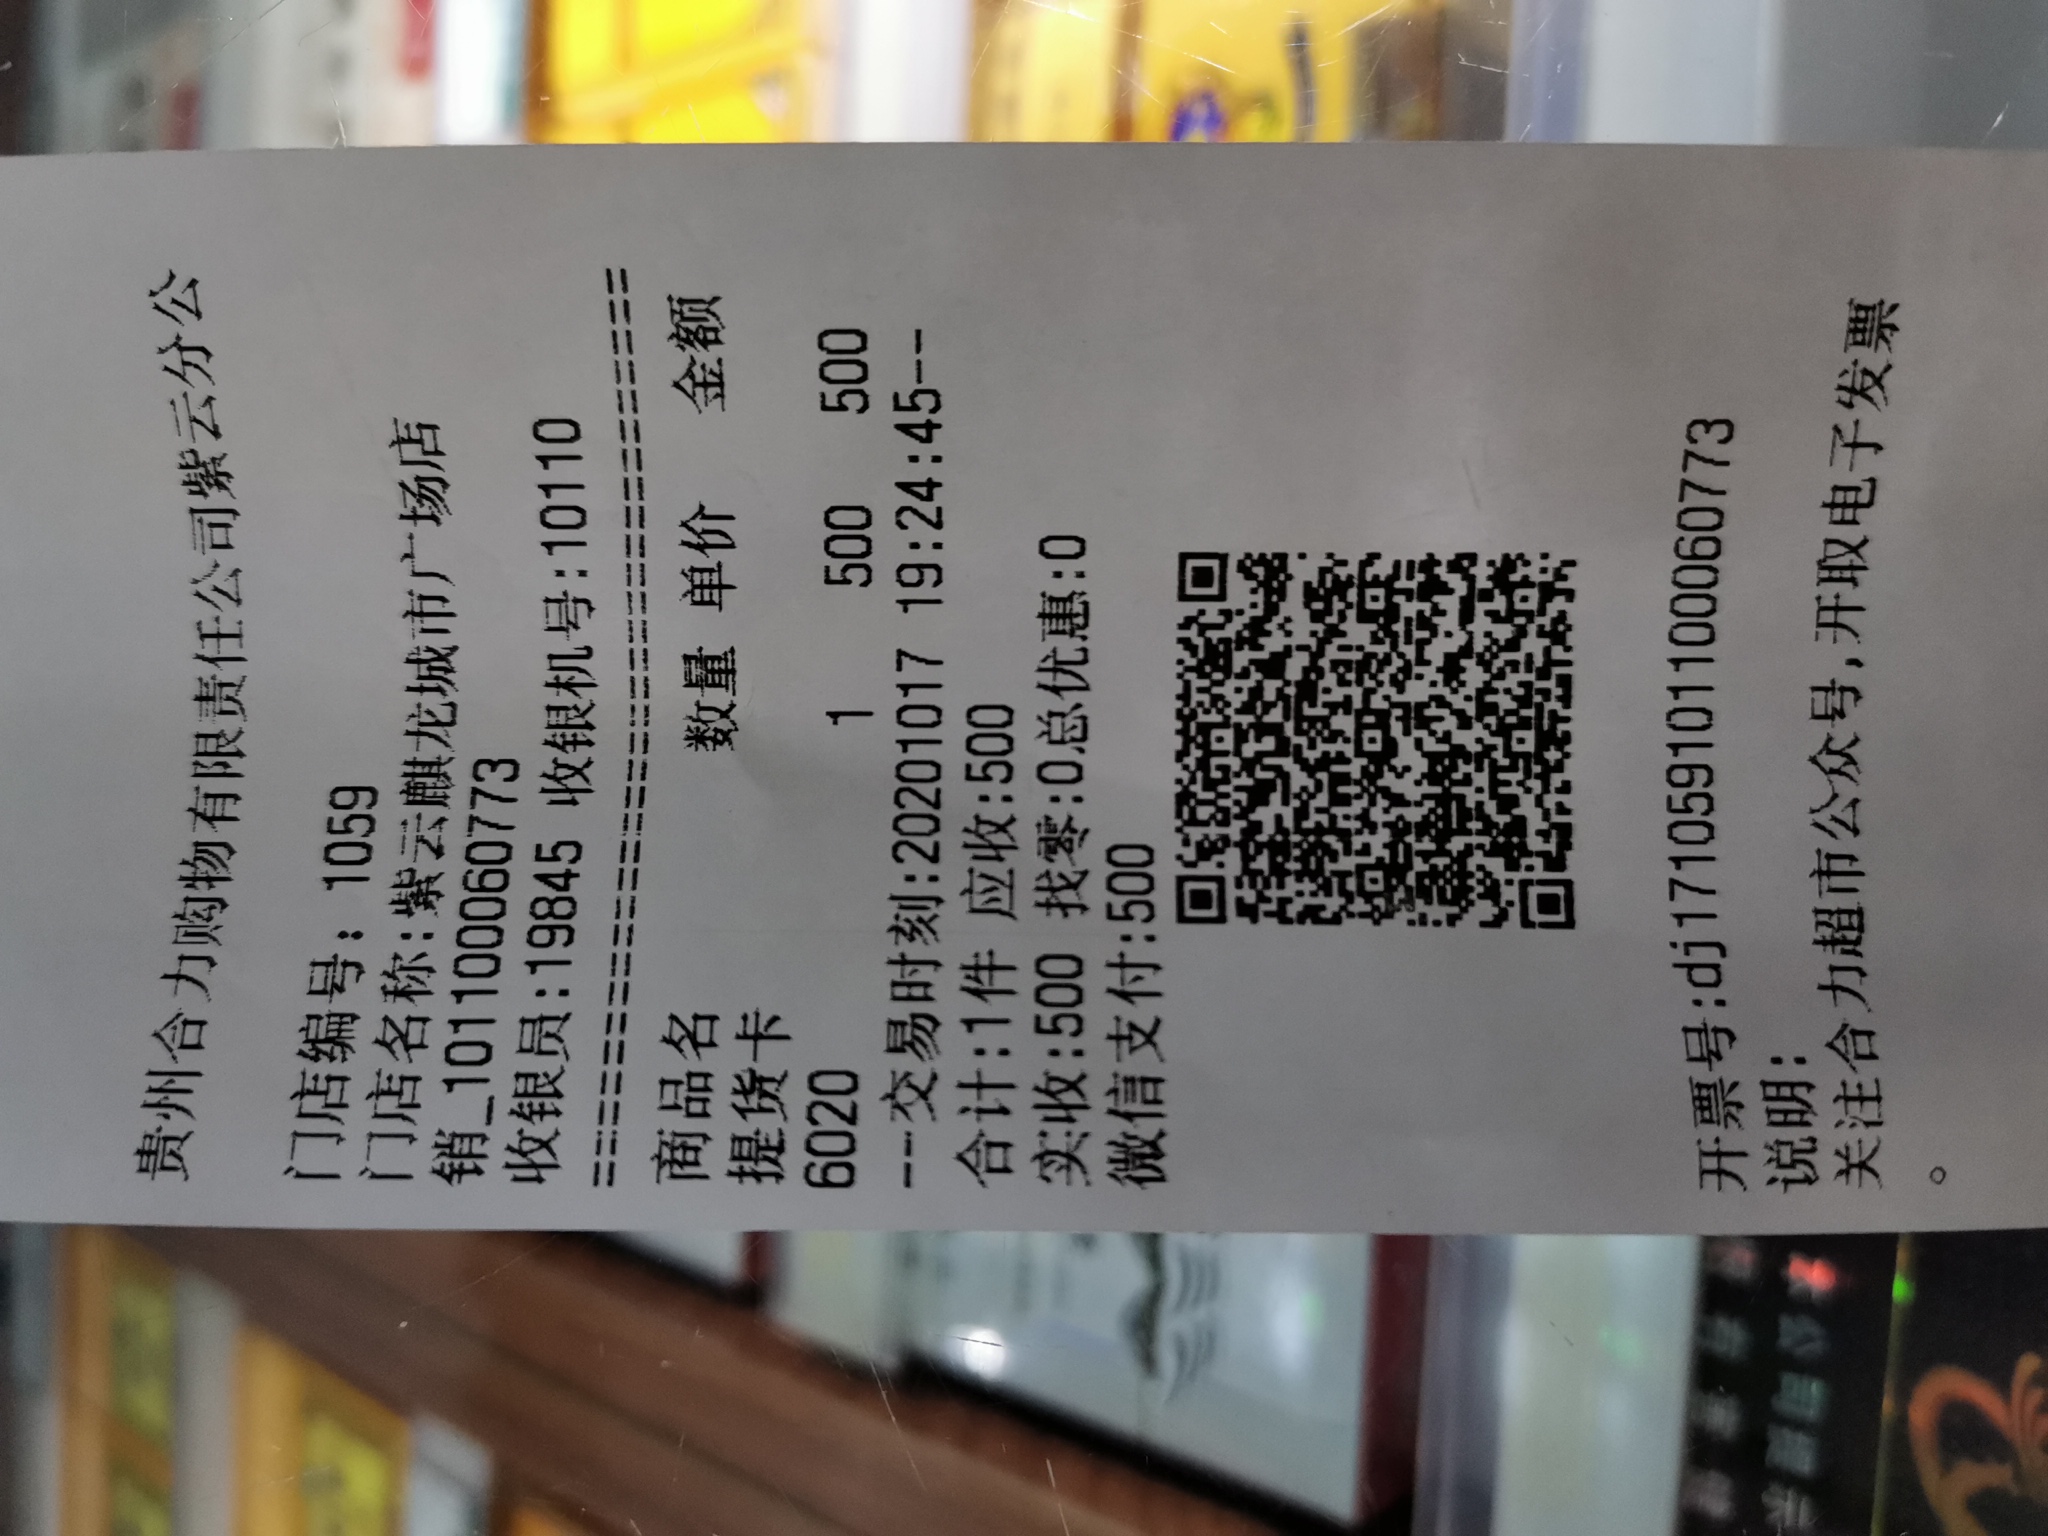 贵州合力购物有限责任公司紫云分公
门店编号: 1059
门店名称:紫云麒龙城市广场店
销_101100060773
收银员:19845 收银机号:10110
================================
商品名 数量 单价 金额
提货卡
6020 1 500 500
---交易时刻:20201017 19:24:45--
合计:1件 应收:500
实收:500 找零:0总优惠:0
微信支付:500
开票号:dj171059101100060773
说明:
关注合力超市公众号,开取电子发票
。